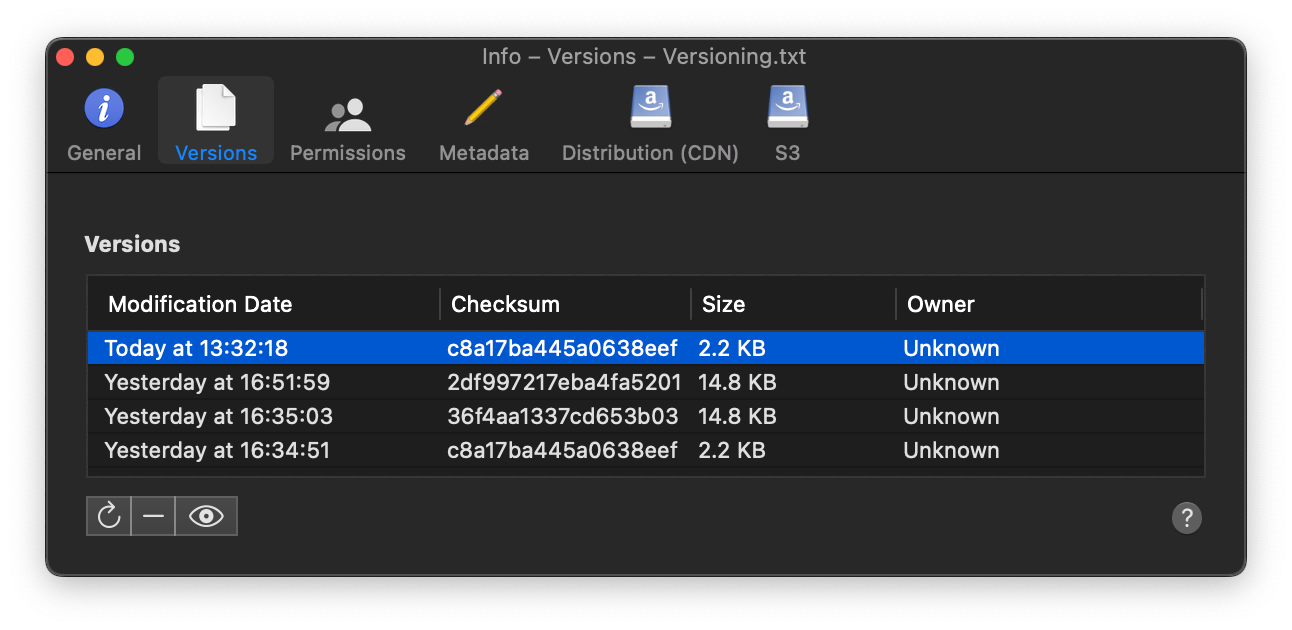 Info – Versions – Versioning.txt
General Versions Permissions Metadata Distribution (CDN) S3
Versions
Modification Date Checksum Size Owner
Today at 13:32:18 c8a17ba445a0638eef 2.2 KB Unknown
Yesterday at 16:51:59 2df997217eba4fa5201 14.8 KB Unknown
Yesterday at 16:35:03 36f4aa1337cd653b03 14.8 KB Unknown
Yesterday at 16:34:51 c8a17ba445a0638eef 2.2 KB Unknown
?